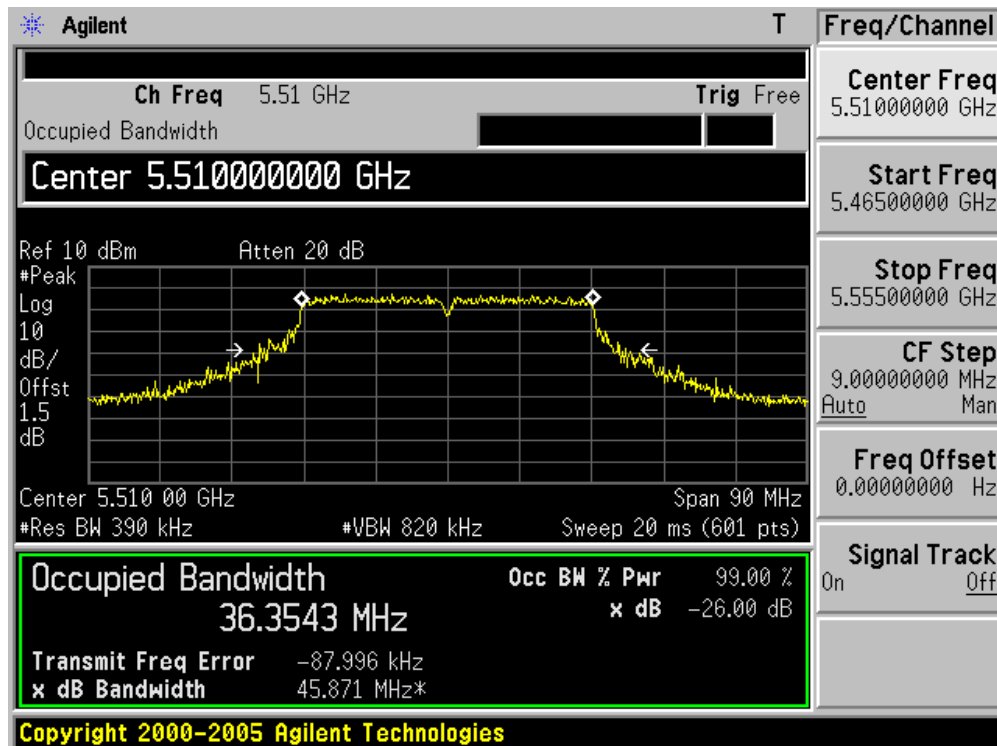 Agilent T
Ch Freq 5.51 GHz Trig Free
Occupied Bandwidth
Center 5.510000000 GHz
Ref 10 dBm Atten 20 dB
#Peak
Log
10
dB/
Offst
1.5
dB
Center 5.510 00 GHz Span 90 MHz
#Res BW 390 kHz #VBW 820 kHz Sweep 20 ms (601 pts)
Occupied Bandwidth Occ BW % Pwr 99.00 %
36.3543 MHz x dB -26.00 dB
Transmit Freq Error -87.996 kHz
x dB Bandwidth 45.871 MHz*
Copyright 2000-2005 Agilent Technologies
Freq/Channel
Center Freq
5.51000000 GHz
Start Freq
5.46500000 GHz
Stop Freq
5.55500000 GHz
CF Step
9.00000000 MHz
Auto Man
Freq Offset
0.00000000 Hz
Signal Track
On Off